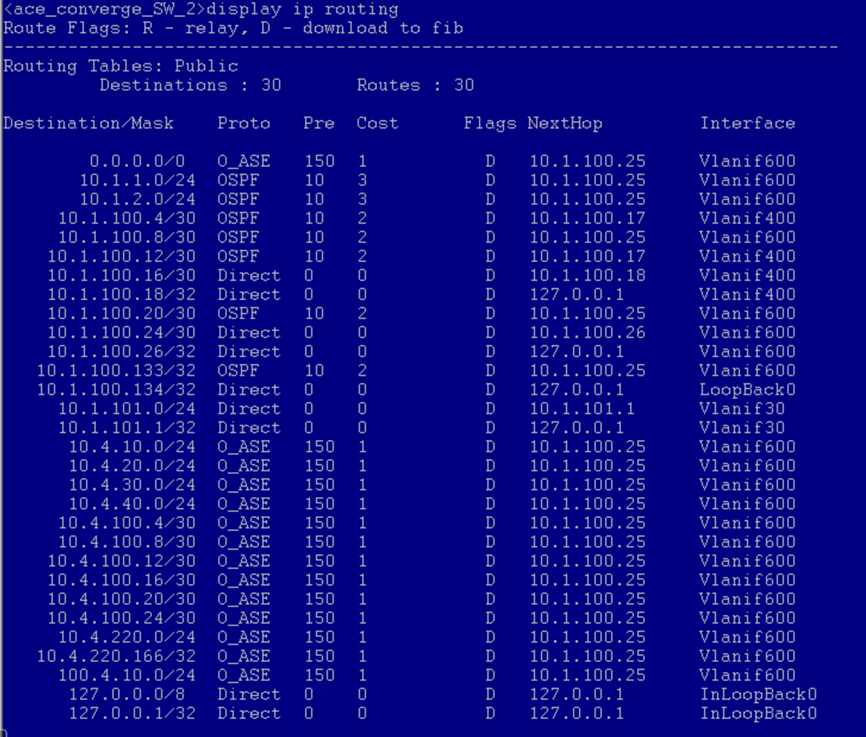 <ace_converge_SW_2>display ip routing
Route Flags: R - relay, D - download to fib
------------------------------------------------------------------------------
Routing Tables: Public
Destinations : 30 Routes : 30
Destination/Mask Proto Pre Cost Flags NextHop Interface
0.0.0.0/0 O_ASE 150 1 D 10.1.100.25 Vlanif600
10.1.1.0/24 OSPF 10 3 D 10.1.100.25 Vlanif600
10.1.2.0/24 OSPF 10 3 D 10.1.100.25 Vlanif600
10.1.100.4/30 OSPF 10 2 D 10.1.100.17 Vlanif400
10.1.100.8/30 OSPF 10 2 D 10.1.100.25 Vlanif600
10.1.100.12/30 OSPF 10 2 D 10.1.100.17 Vlanif400
10.1.100.16/30 Direct 0 0 D 10.1.100.18 Vlanif400
10.1.100.18/32 Direct 0 0 D 127.0.0.1 Vlanif400
10.1.100.20/30 OSPF 10 2 D 10.1.100.25 Vlanif600
10.1.100.24/30 Direct 0 0 D 10.1.100.26 Vlanif600
10.1.100.26/32 Direct 0 0 D 127.0.0.1 Vlanif600
10.1.100.133/32 OSPF 10 2 D 10.1.100.25 Vlanif600
10.1.100.134/32 Direct 0 0 D 127.0.0.1 LoopBack0
10.1.101.0/24 Direct 0 0 D 10.1.101.1 Vlanif30
10.1.101.1/32 Direct 0 0 D 127.0.0.1 Vlanif30
10.4.10.0/24 O_ASE 150 1 D 10.1.100.25 Vlanif600
10.4.20.0/24 O_ASE 150 1 D 10.1.100.25 Vlanif600
10.4.30.0/24 O_ASE 150 1 D 10.1.100.25 Vlanif600
10.4.40.0/24 O_ASE 150 1 D 10.1.100.25 Vlanif600
10.4.100.4/30 O_ASE 150 1 D 10.1.100.25 Vlanif600
10.4.100.8/30 O_ASE 150 1 D 10.1.100.25 Vlanif600
10.4.100.12/30 O_ASE 150 1 D 10.1.100.25 Vlanif600
10.4.100.16/30 O_ASE 150 1 D 10.1.100.25 Vlanif600
10.4.100.20/30 O_ASE 150 1 D 10.1.100.25 Vlanif600
10.4.100.24/30 O_ASE 150 1 D 10.1.100.25 Vlanif600
10.4.220.0/24 O_ASE 150 1 D 10.1.100.25 Vlanif600
10.4.220.166/32 O_ASE 150 1 D 10.1.100.25 Vlanif600
100.4.10.0/24 O_ASE 150 1 D 10.1.100.25 Vlanif600
127.0.0.0/8 Direct 0 0 D 127.0.0.1 InLoopBack0
127.0.0.1/32 Direct 0 0 D 127.0.0.1 InLoopBack0